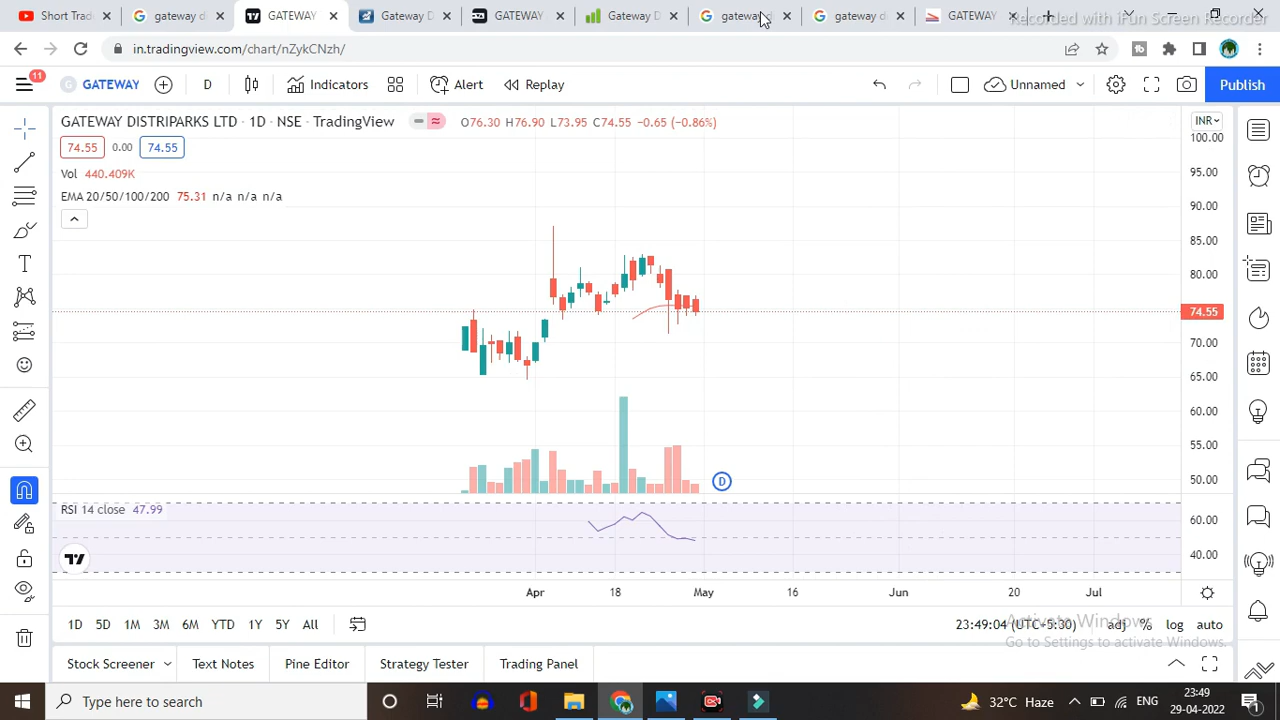 Short Trad
gateway d
GATEWAY
Gateway D
GATEWAY
Gateway D
gateway d
gateway d
GATEWAY
Recorded with iFun Screen Recorder
in.tradingview.com/chart/nZykCNzh/
11
GATEWAY
D
Indicators
Alert
Replay
Unnamed
Publish
GATEWAY DISTRIPARKS LTD · 1D · NSE · TradingView
O76.30 H76.90 L73.95 C74.55 -0.65 (-0.86%)
INR
74.55 0.00 74.55
Vol 440.409K
EMA 20/50/100/200 75.31 n/a n/a n/a
100.00
95.00
90.00
85.00
80.00
74.55
70.00
65.00
60.00
55.00
50.00
D
RSI 14 close 47.99
60.00
40.00
Apr 18 May 16 Jun 20 Jul
1D 5D 1M 3M 6M YTD 1Y 5Y All
23:49:04 (UTC+5:30) adj % log auto
Activate Windows
Go to Settings to activate Windows.
Stock Screener Text Notes Pine Editor Strategy Tester Trading Panel
Type here to search
32°C Haze
ENG
23:49
29-04-2022
1